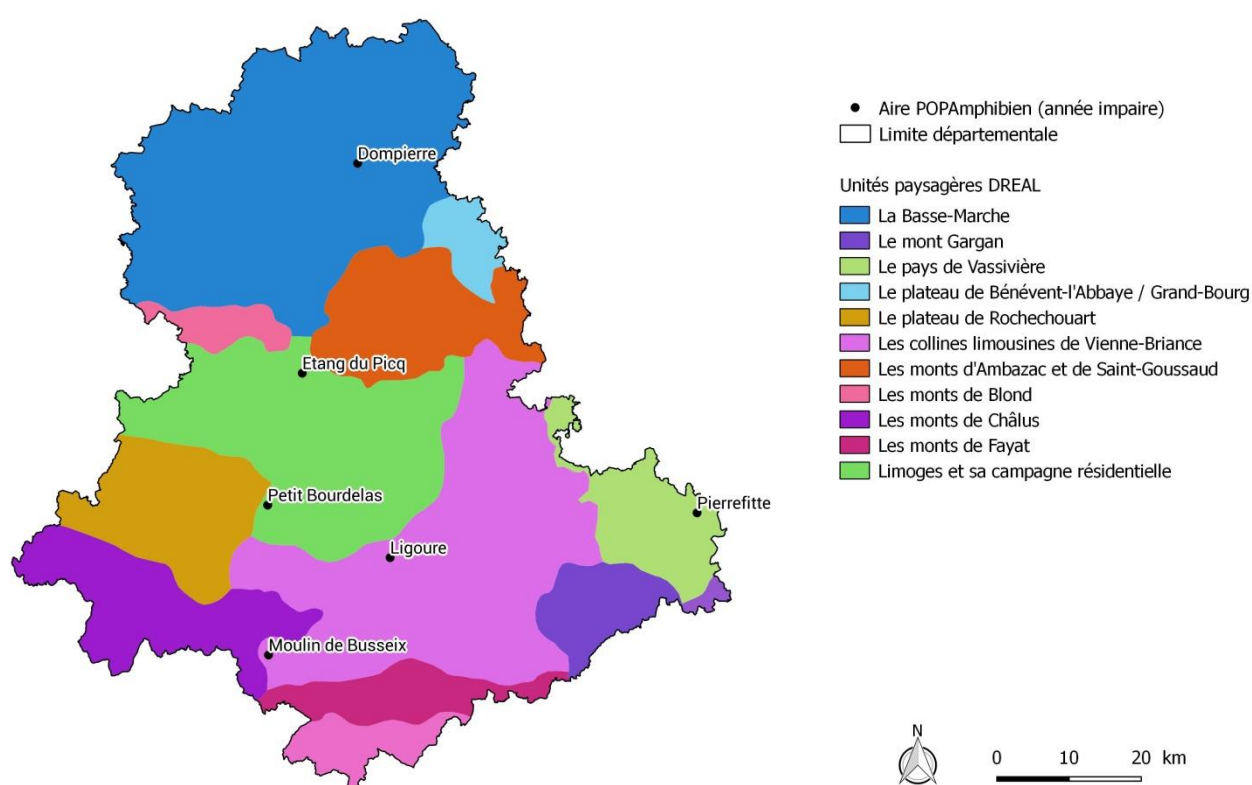 Dompierre
Etang du Picq
Petit Bourdelas
Pierrefitte
Ligoure
Moulin de Busseix
Aire POPAmphibien (année impaire)
Limite départementale
Unités paysagères DREAL
La Basse-Marche
Le mont Gargan
Le pays de Vassivière
Le plateau de Bénévent-l'Abbaye / Grand-Bourg
Le plateau de Rochechouart
Les collines limousines de Vienne-Briance
Les monts d'Ambazac et de Saint-Goussaud
Les monts de Blond
Les monts de Châlus
Les monts de Fayat
Limoges et sa campagne résidentielle
N
0 10 20 km